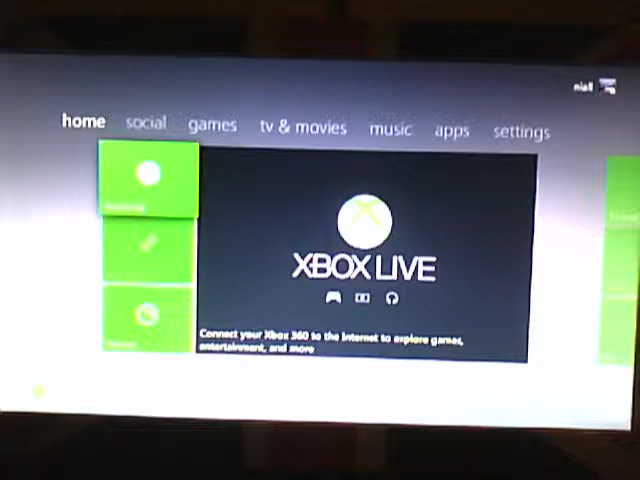 niall
home social games tv & movies music apps settings
XBOX LIVE
Connect your Xbox 360 to the Internet to explore games,
entertainment, and more